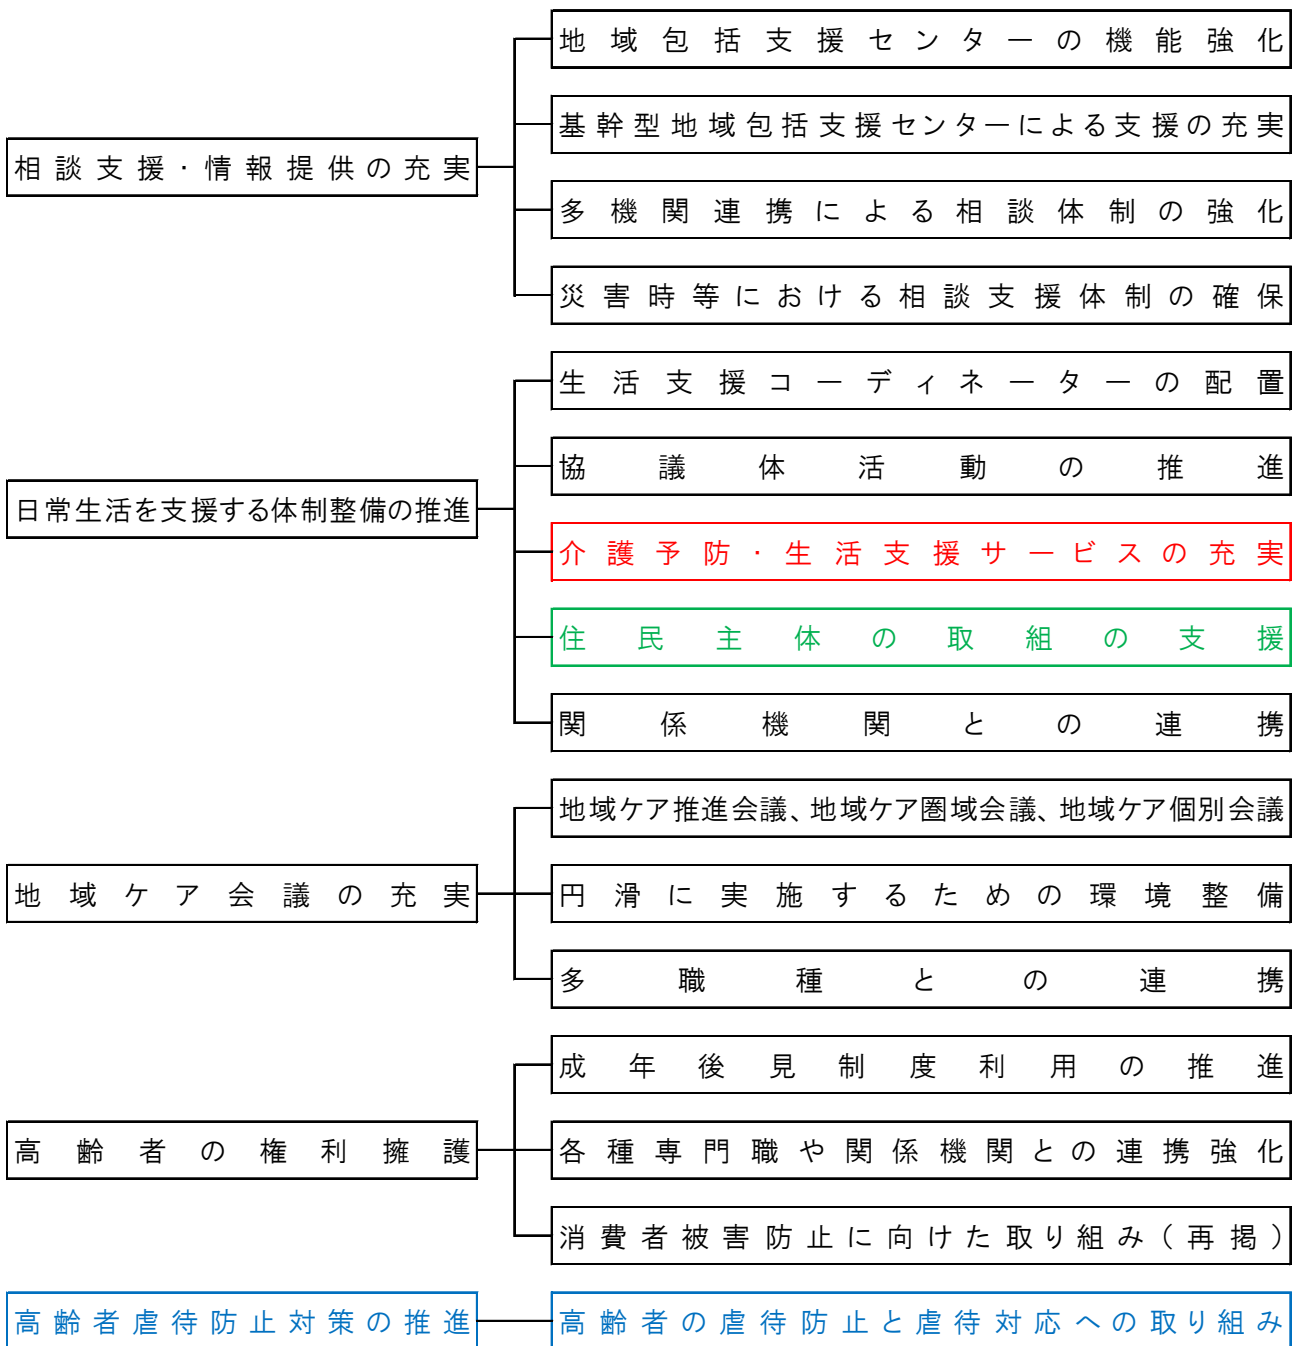 相談支援・情報提供の充実
地域包括支援センターの機能強化
基幹型地域包括支援センターによる支援の充実
多機関連携による相談体制の強化
災害時等における相談支援体制の確保
日常生活を支援する体制整備の推進
生活支援コーディネーターの配置
協議体活動の推進
介護予防・生活支援サービスの充実
住民主体の取組の支援
関係機関との連携
地域ケア会議の充実
地域ケア推進会議、地域ケア圏域会議、地域ケア個別会議
円滑に実施するための環境整備
多職種との連携
高齢者の権利擁護
成年後見制度利用の推進
各種専門職や関係機関との連携強化
消費者被害防止に向けた取り組み（再掲）
高齢者虐待防止対策の推進
高齢者の虐待防止と虐待対応への取り組み